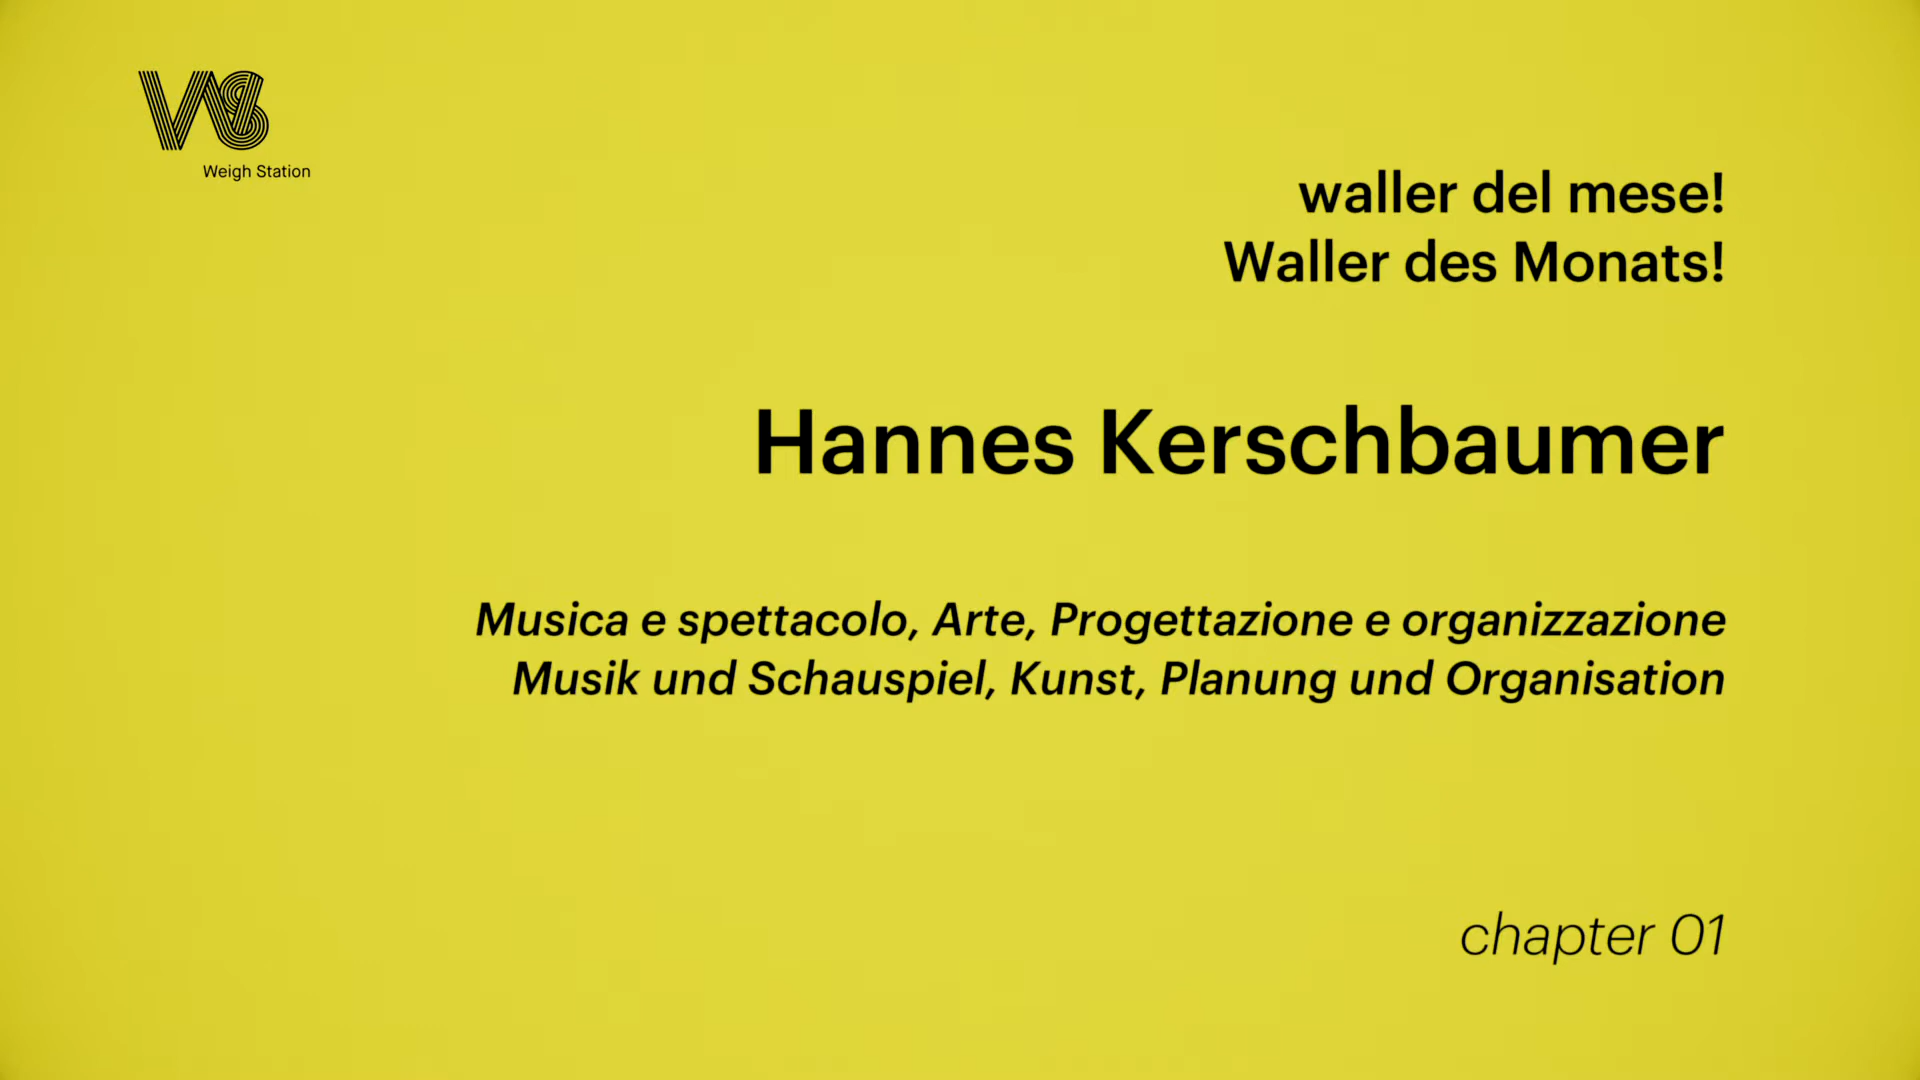 WS
Weigh Station
waller del mese!
Waller des Monats!
Hannes Kerschbaumer
Musica e spettacolo, Arte, Progettazione e organizzazione
Musik und Schauspiel, Kunst, Planung und Organisation
chapter 01